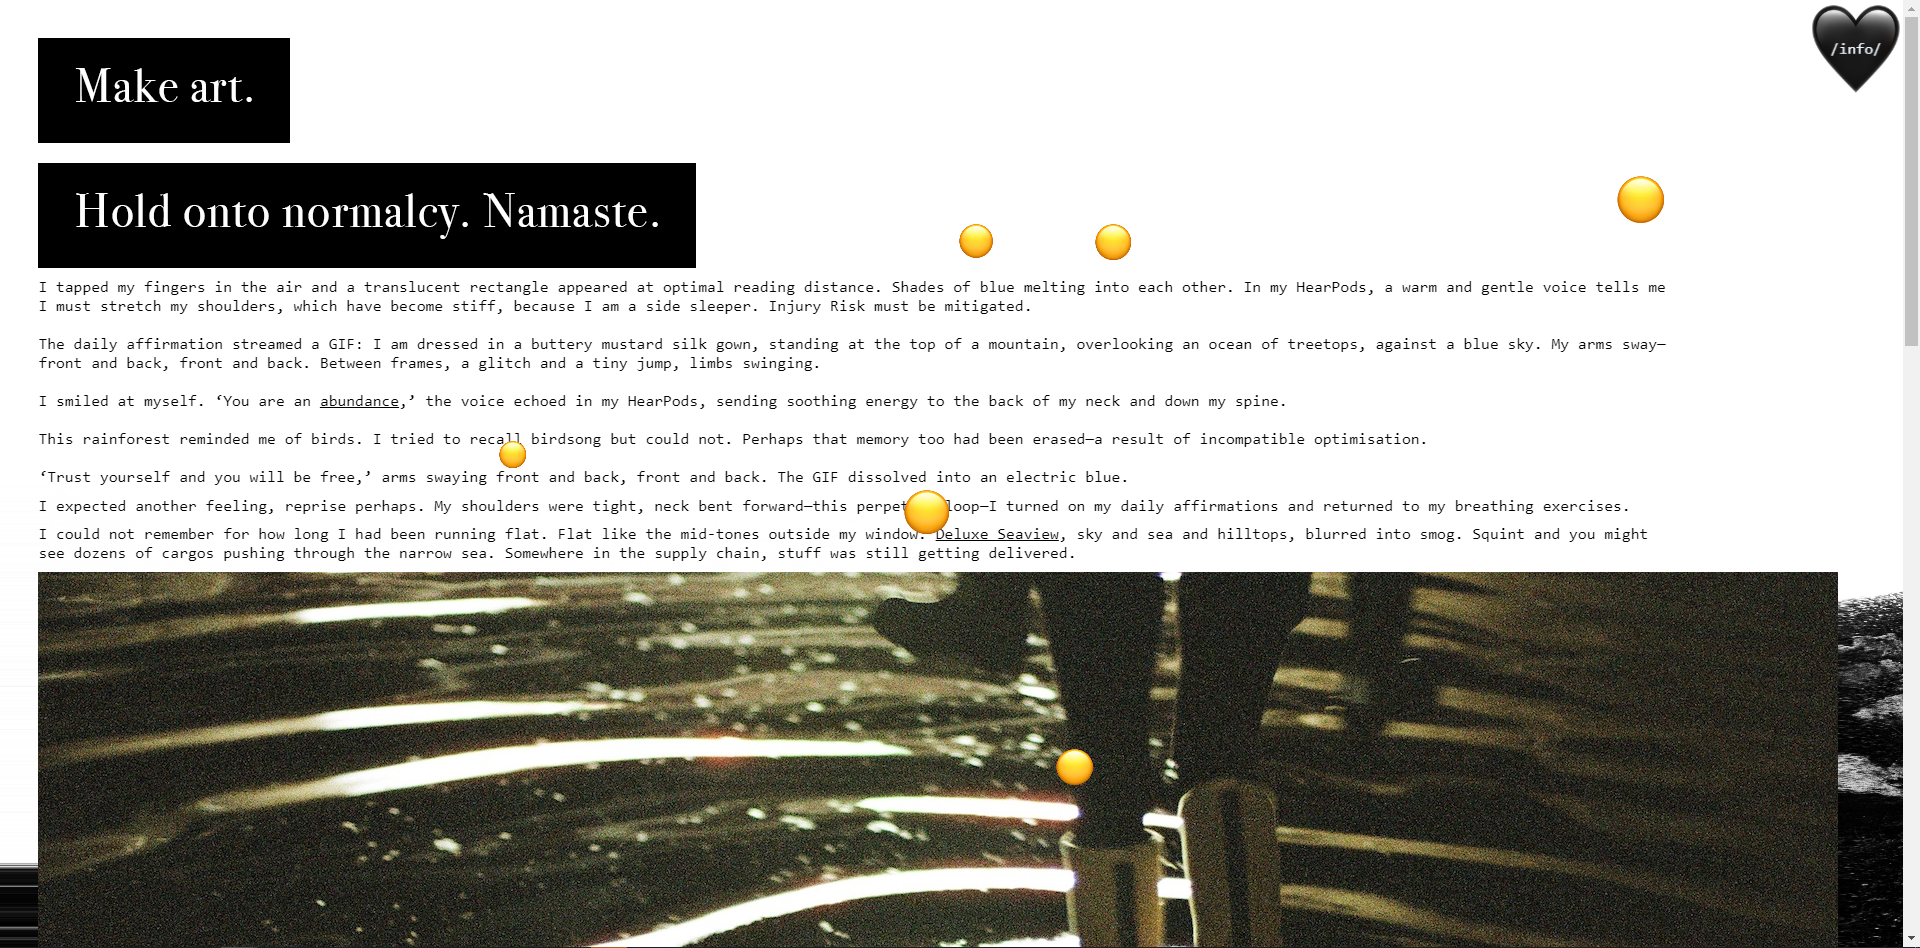 /info/
Make art.
Hold onto normalcy. Namaste.
I tapped my fingers in the air and a translucent rectangle appeared at optimal reading distance. Shades of blue melting into each other. In my HearPods, a warm and gentle voice tells me
I must stretch my shoulders, which have become stiff, because I am a side sleeper. Injury Risk must be mitigated.
The daily affirmation streamed a GIF: I am dressed in a buttery mustard silk gown, standing at the top of a mountain, overlooking an ocean of treetops, against a blue sky. My arms sway—
front and back, front and back. Between frames, a glitch and a tiny jump, limbs swinging.
I smiled at myself. ‘You are an abundance,’ the voice echoed in my HearPods, sending soothing energy to the back of my neck and down my spine.
This rainforest reminded me of birds. I tried to recall birdsong but could not. Perhaps that memory too had been erased—a result of incompatible optimisation.
‘Trust yourself and you will be free,’ arms swaying front and back, front and back. The GIF dissolved into an electric blue.
I expected another feeling, reprise perhaps. My shoulders were tight, neck bent forward—this loop—I turned on my daily affirmations and returned to my breathing exercises.
I could not remember for how long I had been running flat. Flat like the mid-tones outside my window. Deluxe Seaview, sky and sea and hilltops, blurred into smog. Squint and you might
see dozens of cargos pushing through the narrow sea. Somewhere in the supply chain, stuff was still getting delivered.